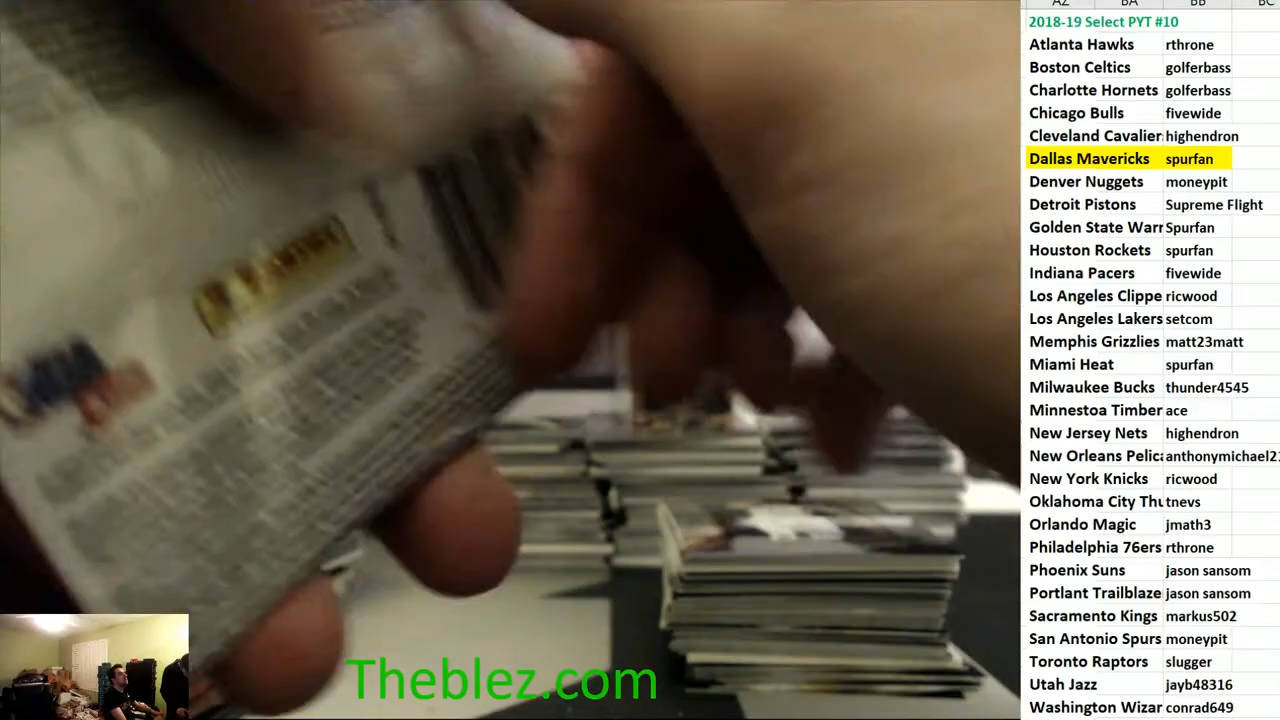 AZ BA BB BC
2018-19 Select PYT #10
Atlanta Hawks rthrone
Boston Celtics golferbass
Charlotte Hornets golferbass
Chicago Bulls fivewide
Cleveland Cavalier highendron
Dallas Mavericks spurfan
Denver Nuggets moneypit
Detroit Pistons Supreme Flight
Golden State Warr Spurfan
Houston Rockets spurfan
Indiana Pacers fivewide
Los Angeles Clippe ricwood
Los Angeles Lakers setcom
Memphis Grizzlies matt23matt
Miami Heat spurfan
Milwaukee Bucks thunder4545
Minnestoa Timber ace
New Jersey Nets highendron
New Orleans Pelica anthonymichael21
New York Knicks ricwood
Oklahoma City Thu tnevs
Orlando Magic jmath3
Philadelphia 76ers rthrone
Phoenix Suns jason sansom
Portlant Trailblaze jason sansom
Sacramento Kings markus502
San Antonio Spurs moneypit
Toronto Raptors slugger
Utah Jazz jayb48316
Washington Wizar conrad649
Theblez.com